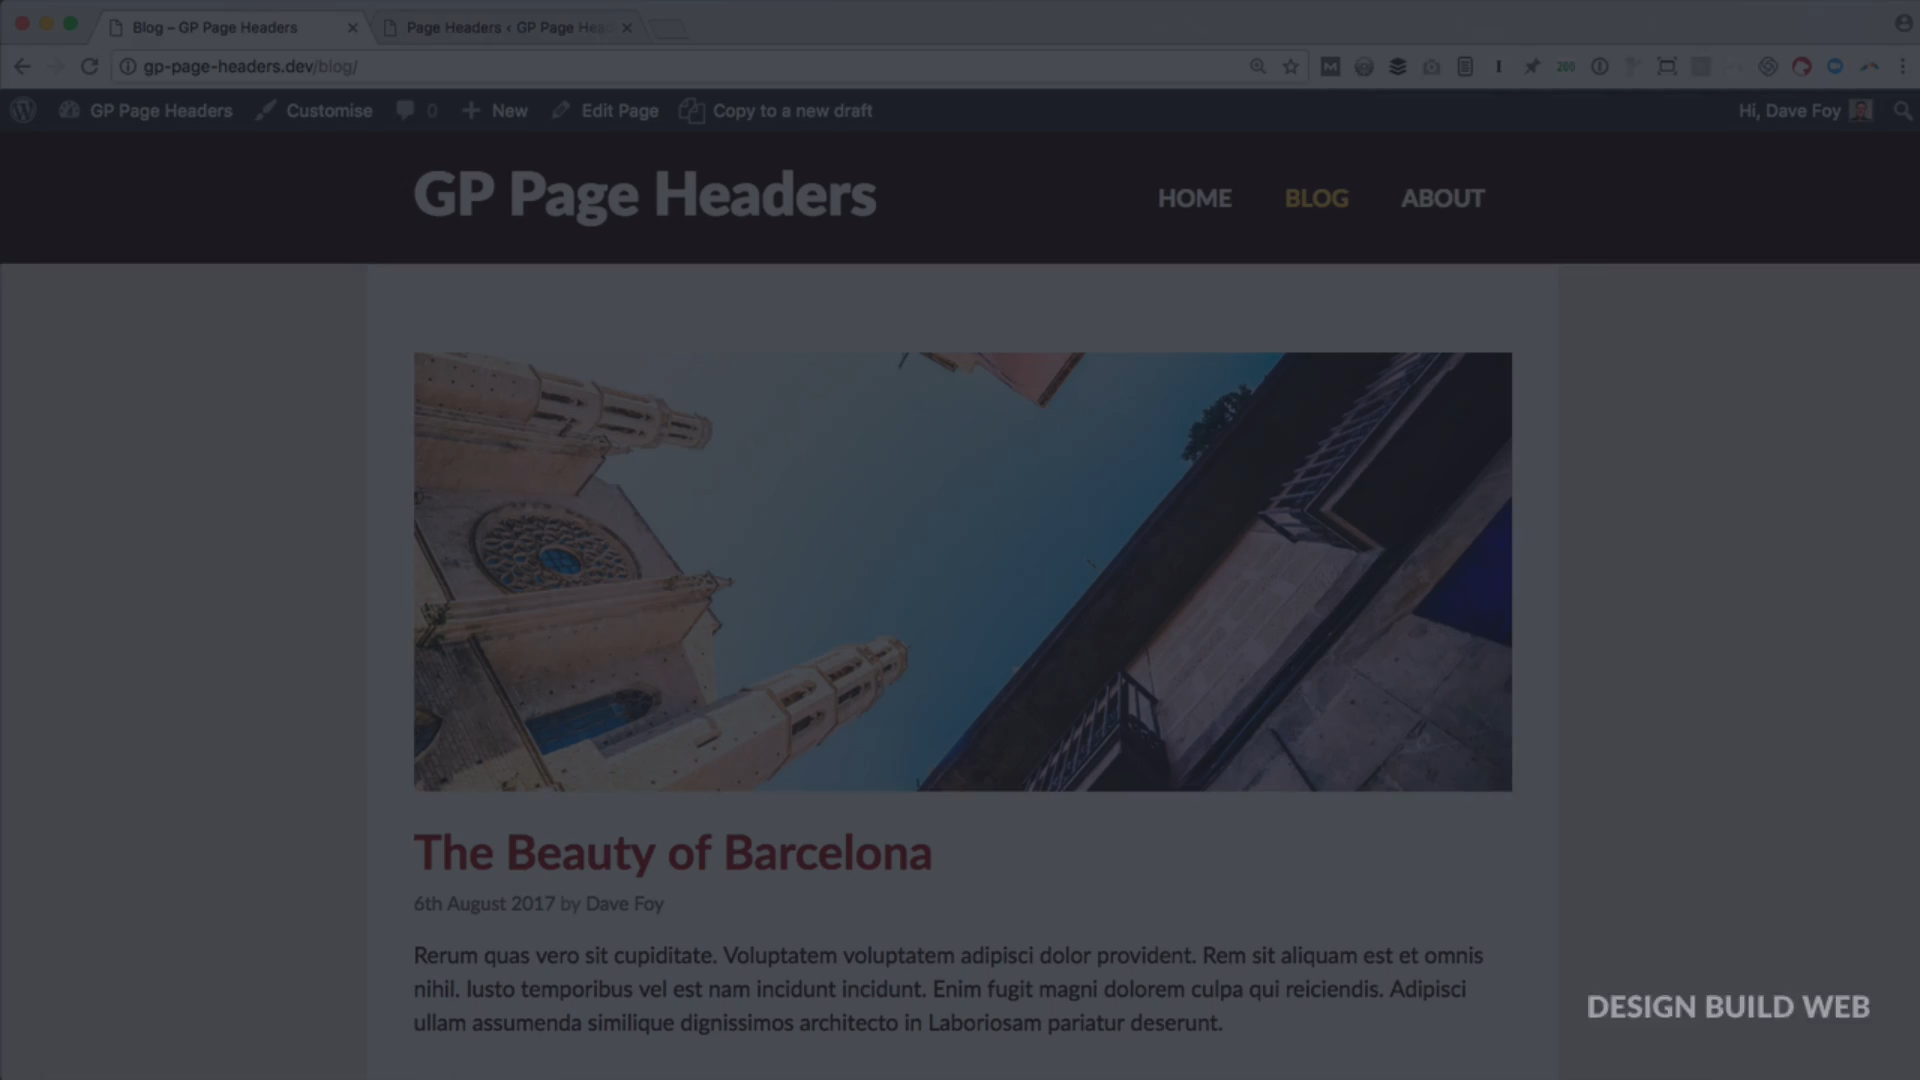 Blog – GP Page Headers
Page Headers ‹ GP Page Hea
gp-page-headers.dev/blog/
200
GP Page Headers
Customise
0
New
Edit Page
Copy to a new draft
Hi, Dave Foy
GP Page Headers
HOME
BLOG
ABOUT
The Beauty of Barcelona
6th August 2017 by Dave Foy
Rerum quas vero sit cupiditate. Voluptatem voluptatem adipisci dolor provident. Rem sit aliquam est et omnis
nihil. Iusto temporibus vel est nam incidunt incidunt. Enim fugit magni dolorem culpa qui reiciendis. Adipisci
ullam assumenda similique dignissimos architecto in Laboriosam pariatur deserunt.
DESIGN BUILD WEB